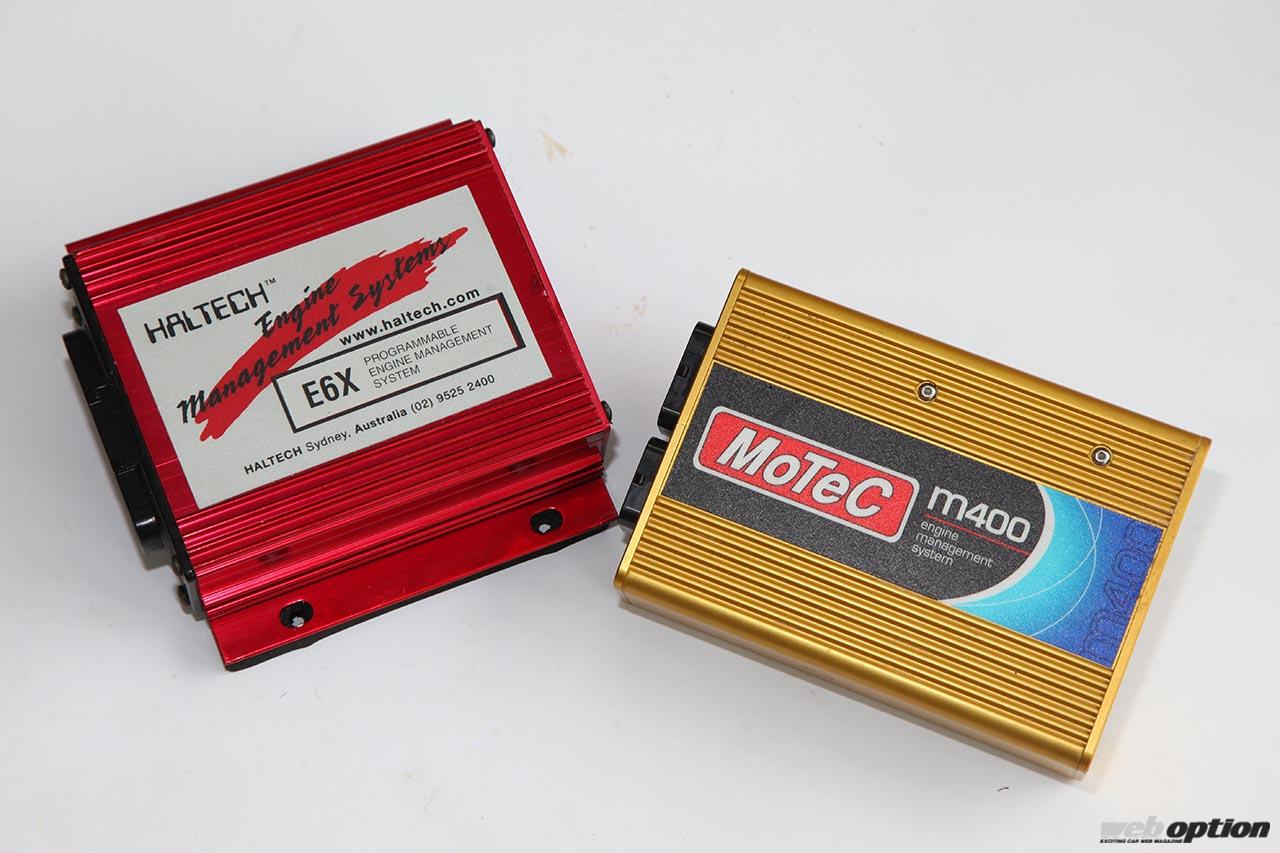 HALTECH™
Engine
Management Systems
www.haltech.com
E6X
PROGRAMMABLE
ENGINE MANAGEMENT
SYSTEM
HALTECH Sydney, Australia (02) 9525 2400
MoTeC
m400
engine
management
system
m400
web option
EXCITING CAR WEB MAGAZINE